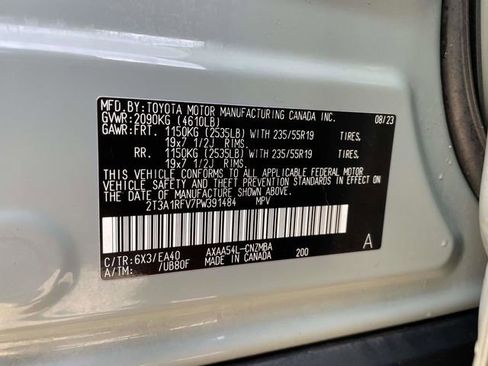 MFD.BY:TOYOTA MOTOR MANUFACTURING CANADA INC. 08/23
GVWR:2090KG (4610LB)
GAWR:FRT. 1150KG (2535LB) WITH 235/55R19 TIRES.
19x7 1/2J RIMS.
RR. 1150KG (2535LB) WITH 235/55R19 TIRES.
19x7 1/2J RIMS.
THIS VEHICLE CONFORMS TO ALL APPLICABLE FEDERAL MOTOR
VEHICLE SAFETY AND THEFT PREVENTION STANDARDS IN EFFECT ON
THE DATE OF MANUFACTURE SHOWN ABOVE.
2T3A1RFV7PW391484 MPV
C/TR:6X3/EA40 AXAA54L-CNZMBA 200 A
A/TM: /UB80F MADE IN CANADA